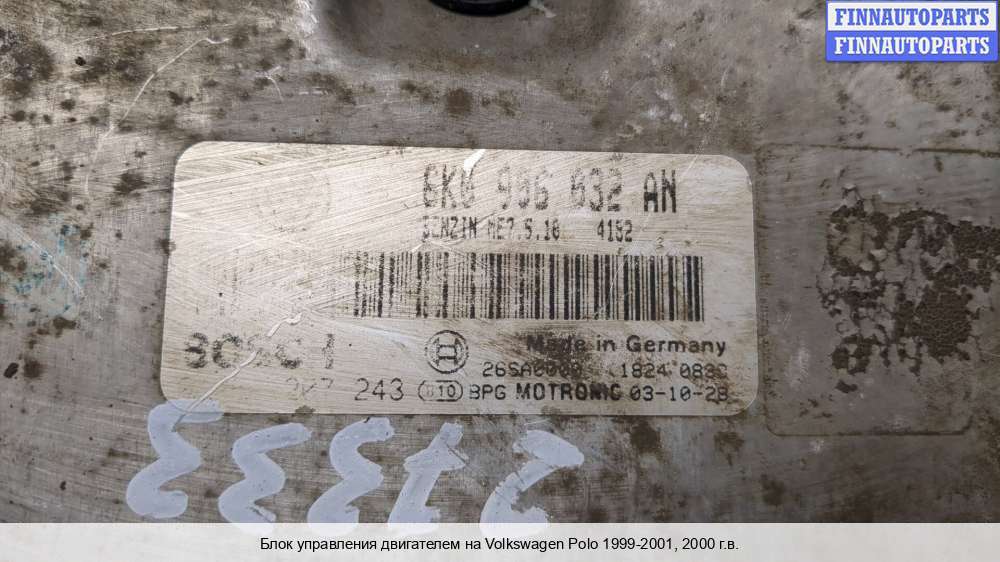 FINNAUTOPARTS
FINNAUTOPARTS
6K0 906 032 AN
BENZIN ME7.5.10 4152
BOSCH
Made in Germany
1824
243 BPG MOTRONIC 03-10-28
Блок управления двигателем на Volkswagen Polo 1999-2001, 2000 г.в.